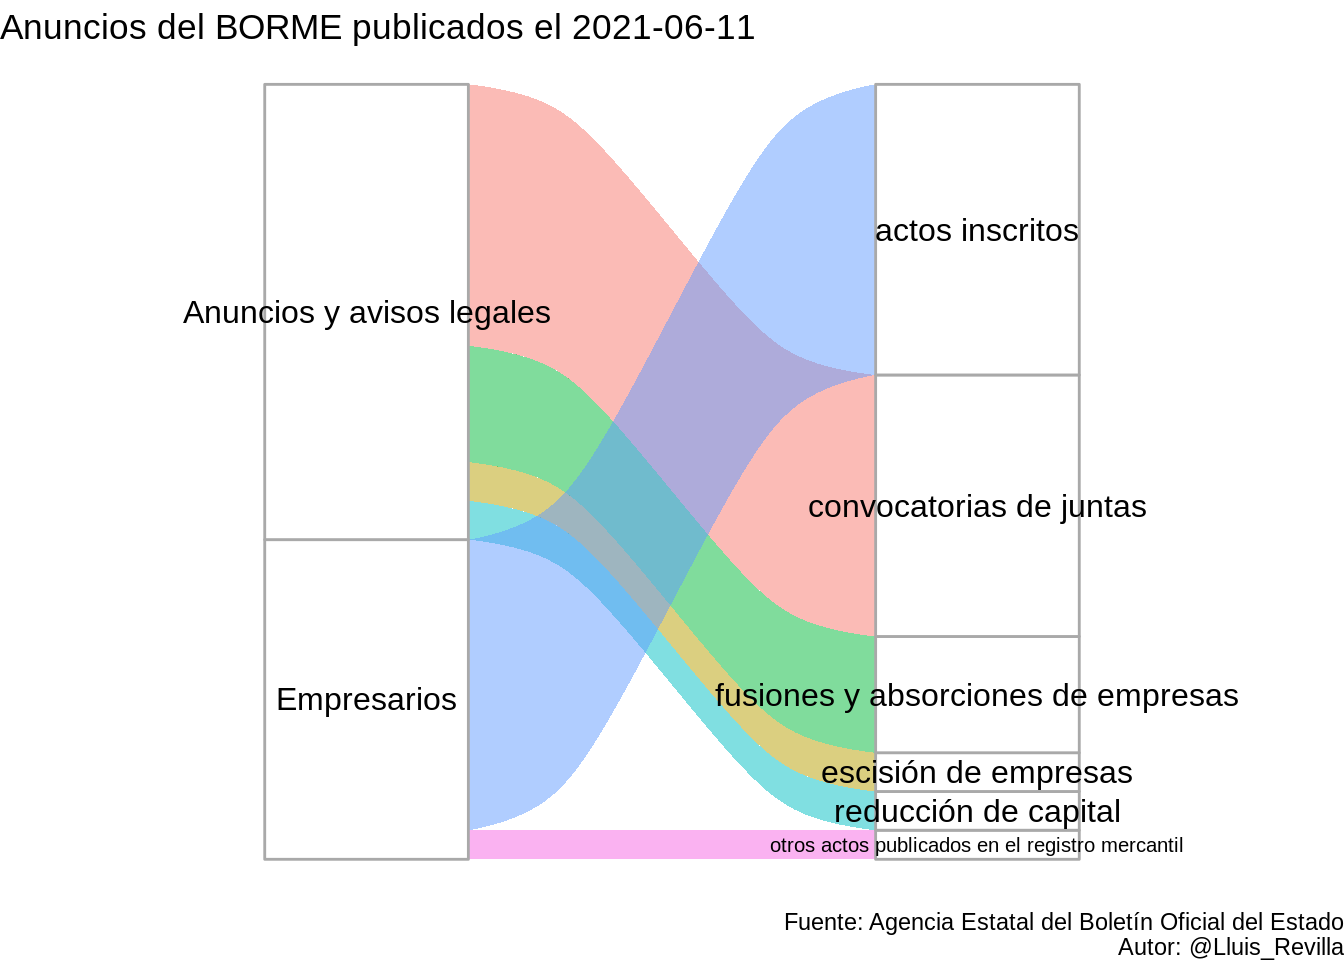 Anuncios del BORME publicados el 2021-06-11
actos inscritos
Anuncios y avisos legales
convocatorias de juntas
Empresarios
fusiones y absorciones de empresas
escisión de empresas
reducción de capital
otros actos publicados en el registro mercantil
Fuente: Agencia Estatal del Boletín Oficial del Estado
Autor: @Lluis_Revilla